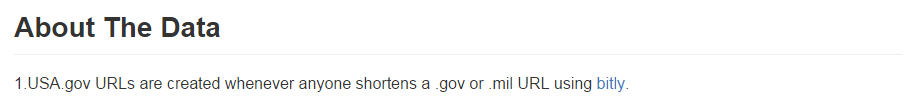 About The Data
1.USA.gov URLs are created whenever anyone shortens a .gov or .mil URL using bitly.